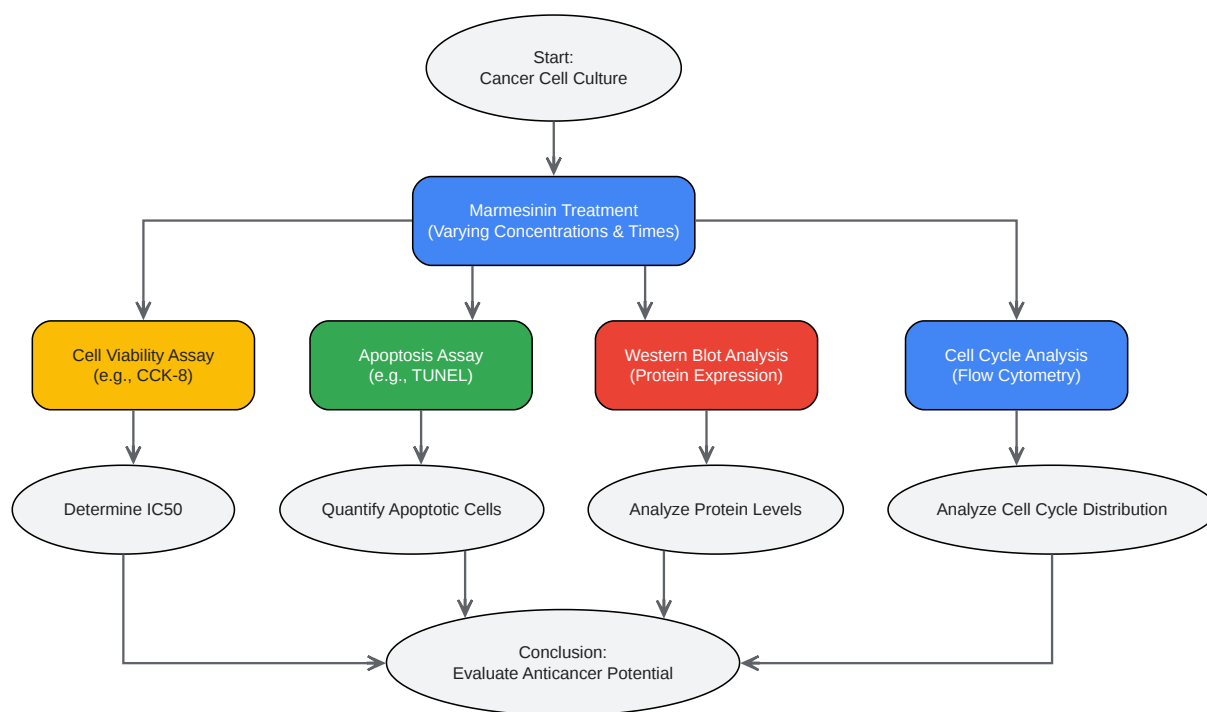 Start:
Cancer Cell Culture
Marmesinin Treatment
(Varying Concentrations & Times)
Cell Viability Assay
(e.g., CCK-8)
Apoptosis Assay
(e.g., TUNEL)
Western Blot Analysis
(Protein Expression)
Cell Cycle Analysis
(Flow Cytometry)
Determine IC50
Quantify Apoptotic Cells
Analyze Protein Levels
Analyze Cell Cycle Distribution
Conclusion:
Evaluate Anticancer Potential